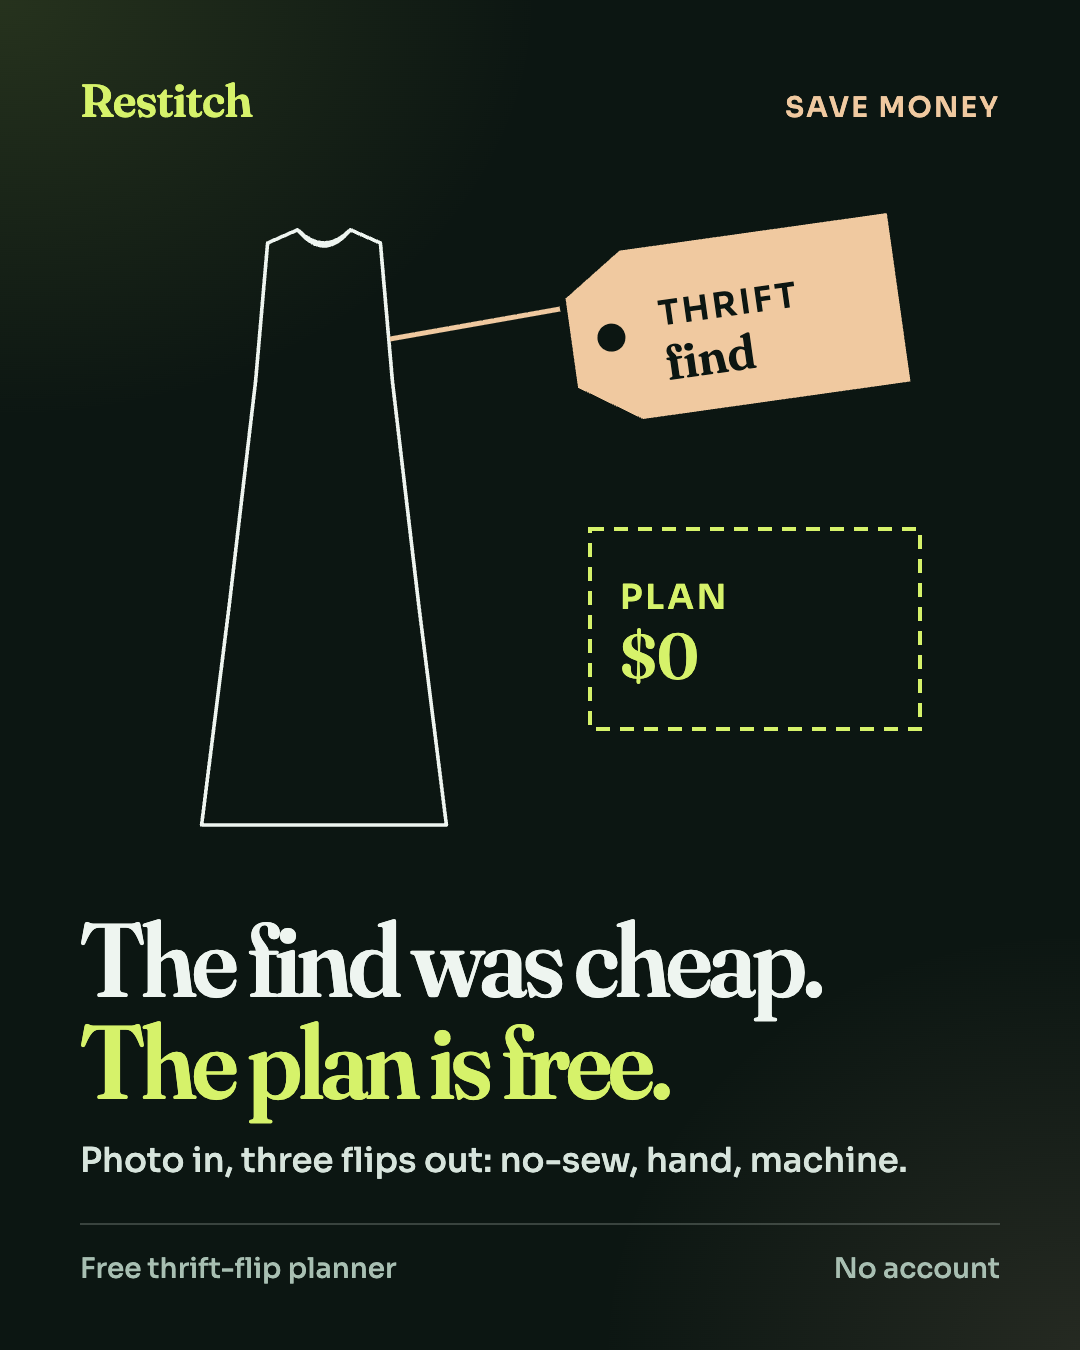 Restitch
SAVE MONEY
THRIFT
find
PLAN
$0
The find was cheap.
The plan is free.
Photo in, three flips out: no-sew, hand, machine.
Free thrift-flip planner
No account